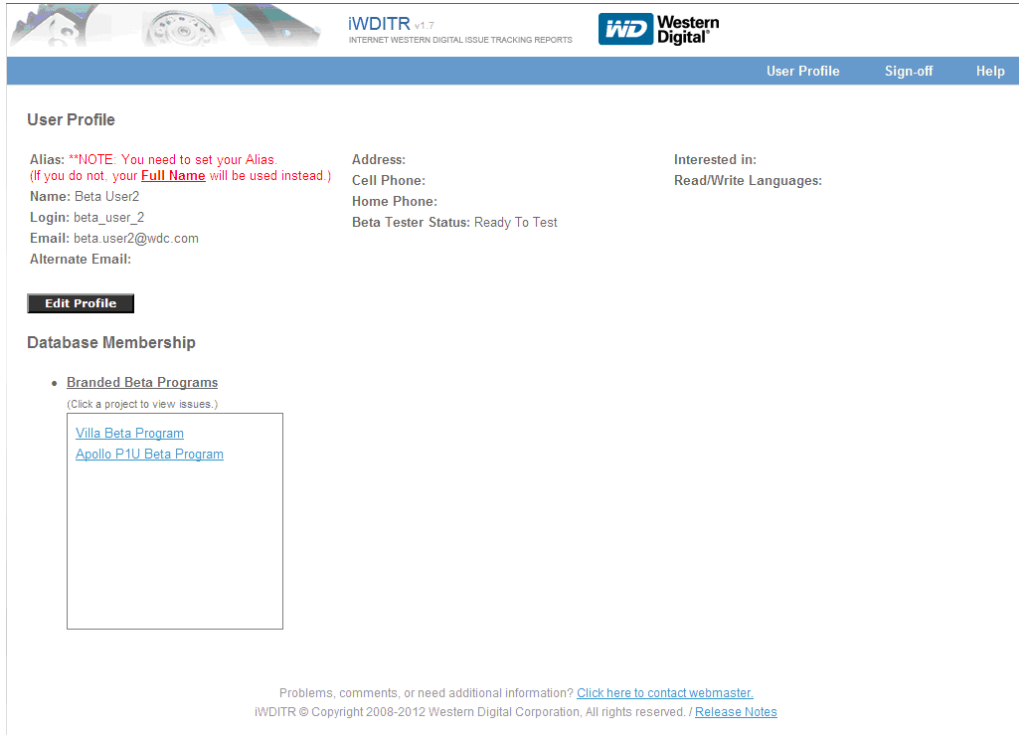 iWDITR v1.7
INTERNET WESTERN DIGITAL ISSUE TRACKING REPORTS
WD Western Digital®
User Profile Sign-off Help
User Profile
Alias: **NOTE: You need to set your Alias.
(If you do not, your Full Name will be used instead.)
Name: Beta User2
Login: beta_user_2
Email: beta.user2@wdc.com
Alternate Email:
Address:
Cell Phone:
Home Phone:
Beta Tester Status: Ready To Test
Interested in:
Read/Write Languages:
Edit Profile
Database Membership
• Branded Beta Programs
(Click a project to view issues.)
Villa Beta Program
Apollo P1U Beta Program
Problems, comments, or need additional information? Click here to contact webmaster.
iWDITR © Copyright 2008-2012 Western Digital Corporation, All rights reserved. / Release Notes